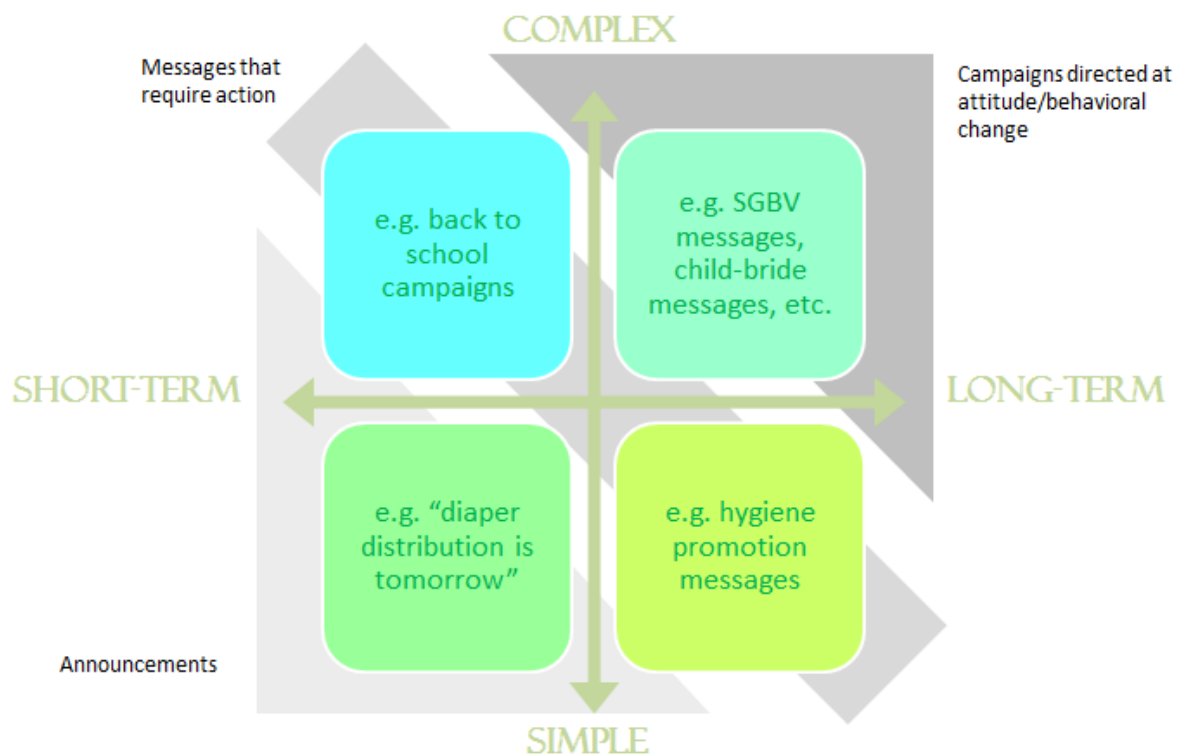 COMPLEX
Messages that
require action
Campaigns directed at
attitude/behavioral
change
e.g. back to
school
campaigns
e.g. SGBV
messages,
child-bride
messages, etc.
SHORT-TERM
LONG-TERM
e.g. “diaper
distribution is
tomorrow”
e.g. hygiene
promotion
messages
Announcements
SIMPLE